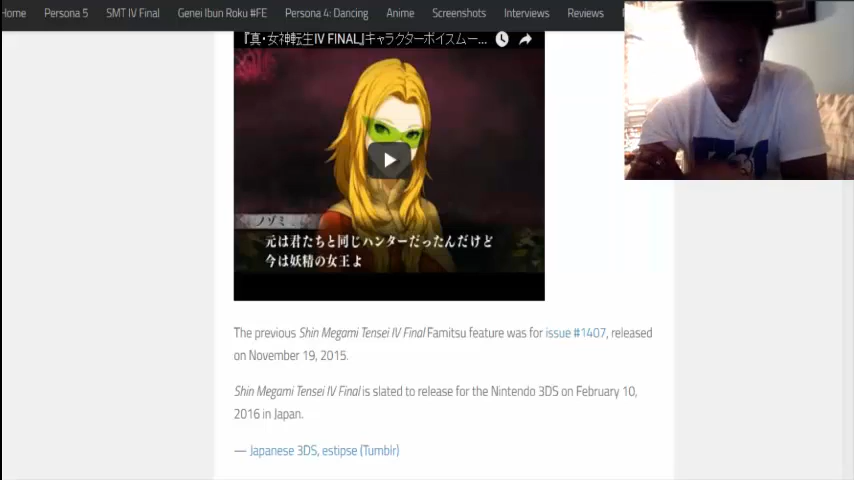 Home Persona 5 SMT IV Final Genei Ibun Roku #FE Persona 4: Dancing Anime Screenshots Interviews Reviews
『真・女神転生IV FINAL』キャラクターボイスムー...
ノゾミ
元は君たちと同じハンターだったんだけど
今は妖精の女王よ
The previous Shin Megami Tensei IV Final Famitsu feature was for issue #1407, released
on November 19, 2015.
Shin Megami Tensei IV Final is slated to release for the Nintendo 3DS on February 10,
2016 in Japan.
— Japanese 3DS, estipse (Tumblr)